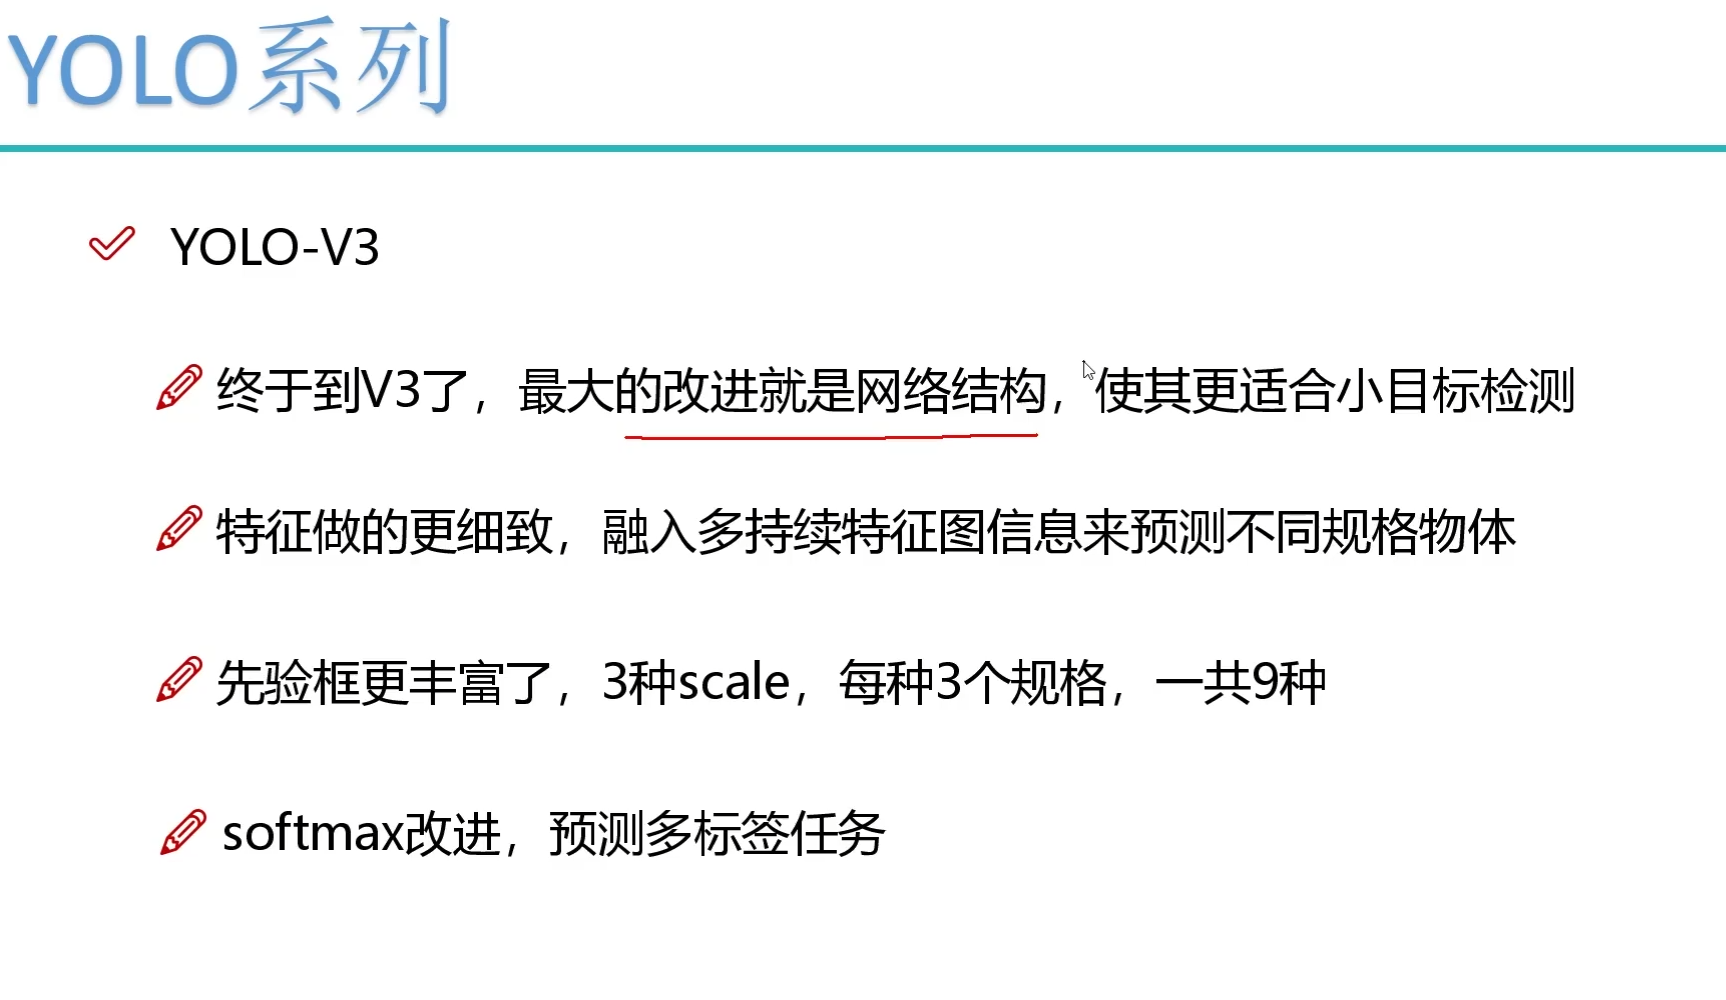 YOLO系列
YOLO-V3
终于到V3了，最大的改进就是网络结构，使其更适合小目标检测
特征做的更细致，融入多持续特征图信息来预测不同规格物体
先验框更丰富了，3种scale，每种3个规格，一共9种
softmax改进，预测多标签任务